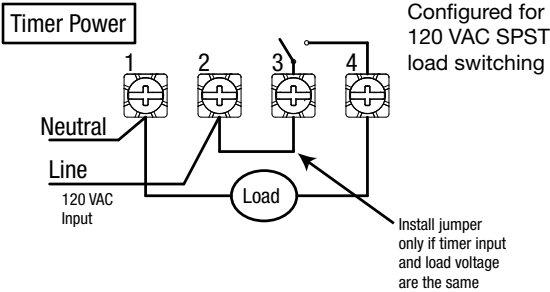 Timer Power
Configured for
120 VAC SPST
load switching
1 2 3 4
Neutral
Line
120 VAC
Input
Load
Install jumper
only if timer input
and load voltage
are the same